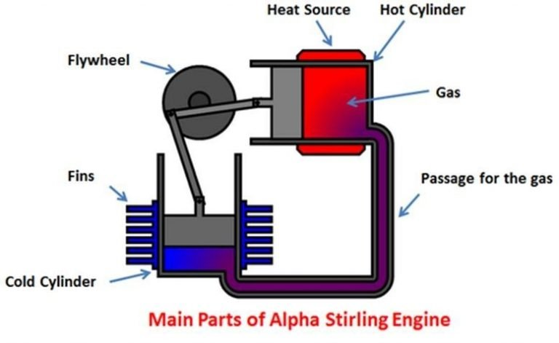 Heat Source
Hot Cylinder
Flywheel
Gas
Fins
Passage for the gas
Cold Cylinder
Main Parts of Alpha Stirling Engine